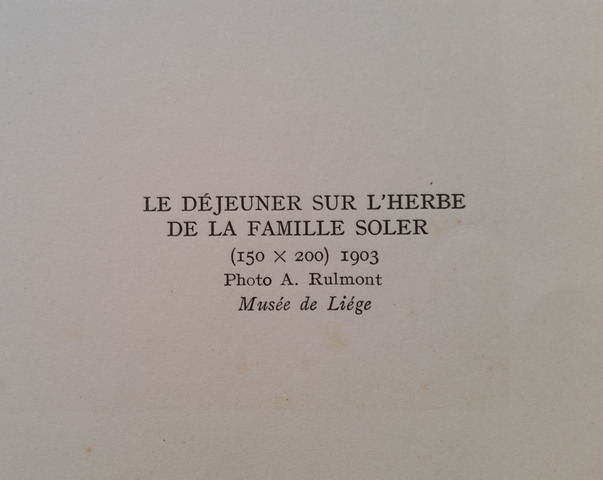 LE DÉJEUNER SUR L'HERBE
DE LA FAMILLE SOLER
(150 × 200) 1903
Photo A. Rulmont
Musée de Liége